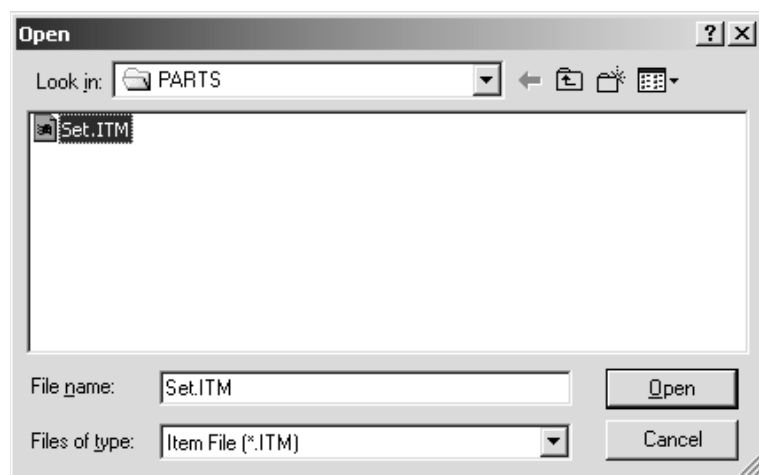 Open
Look in: PARTS
Set.ITM
File name: Set.ITM
Open
Files of type: Item File (*.ITM)
Cancel